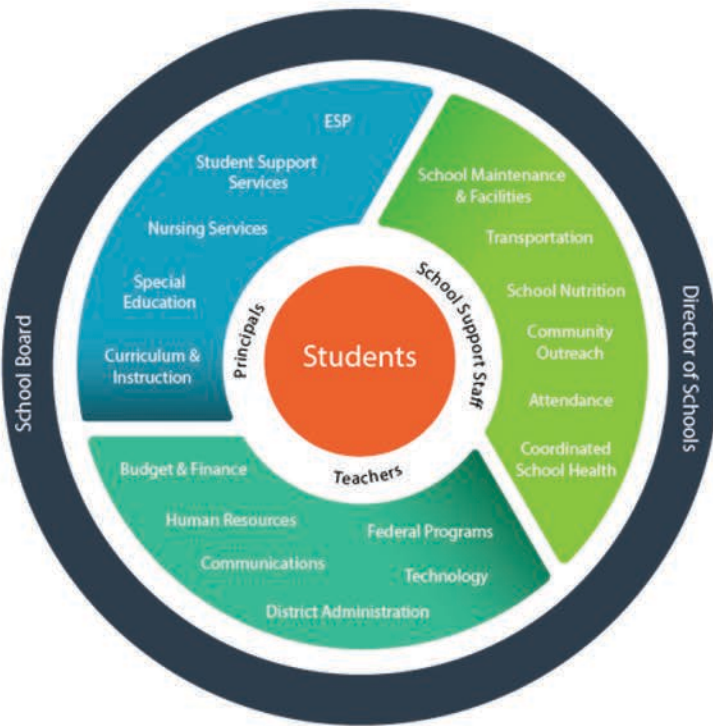 ESP
Student Support
Services
Nursing Services
Special
Education
Curriculum &
Instruction
School Maintenance
& Facilities
Transportation
School Nutrition
Community
Outreach
Attendance
Coordinated
School Health
Budget & Finance
Human Resources
Communications
Federal Programs
Technology
District Administration
Principals
School Support Staff
Teachers
Students
School Board
Director of Schools